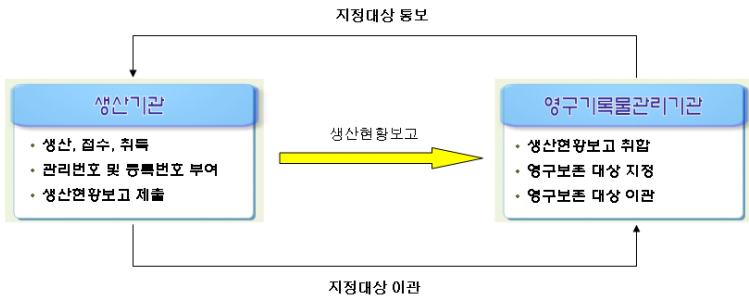 지정대상 통보
생산기관
• 생산, 접수, 취득
• 관리번호 및 등록번호 부여
• 생산현황보고 제출
생산현황보고
영구기록물관리기관
• 생산현황보고 취합
• 영구보존 대상 지정
• 영구보존 대상 이관
지정대상 이관